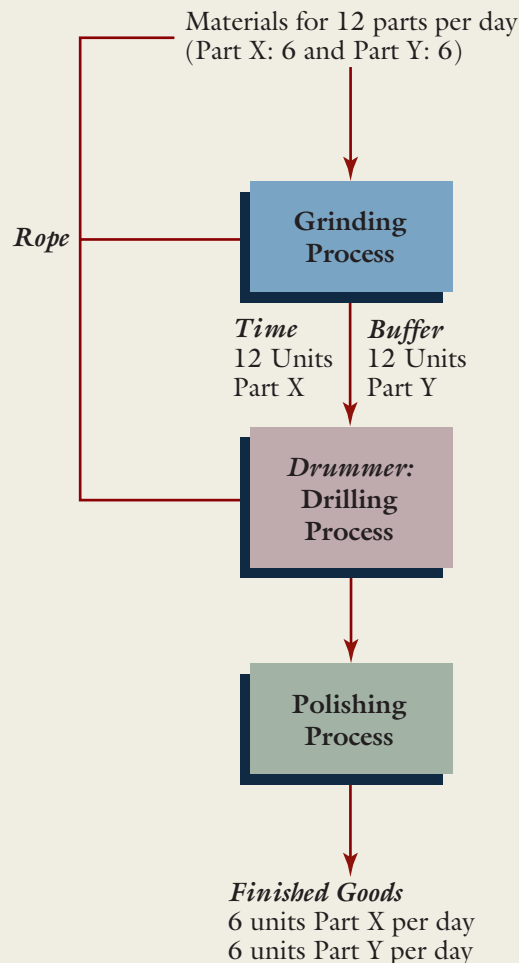 Materials for 12 parts per day
(Part X: 6 and Part Y: 6)
Rope
Grinding
Process
Time
12 Units
Part X
Buffer
12 Units
Part Y
Drummer:
Drilling
Process
Polishing
Process
Finished Goods
6 units Part X per day
6 units Part Y per day